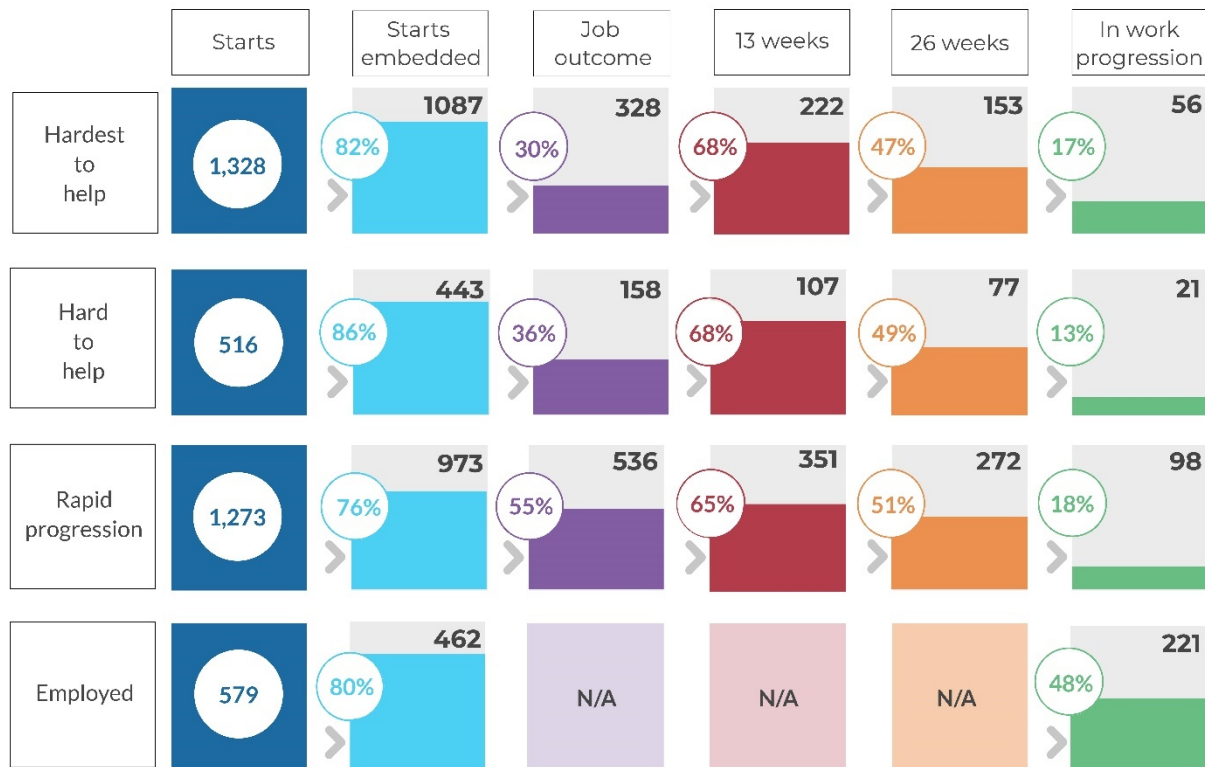 Starts
Starts
embedded
Job
outcome
13 weeks
26 weeks
In work
progression
Hardest
to
help
1,328
82%
1087
30%
328
68%
222
47%
153
17%
56
Hard
to
help
516
86%
443
36%
158
68%
107
49%
77
13%
21
Rapid
progression
1,273
76%
973
55%
536
65%
351
51%
272
18%
98
Employed
579
80%
462
N/A
N/A
N/A
48%
221